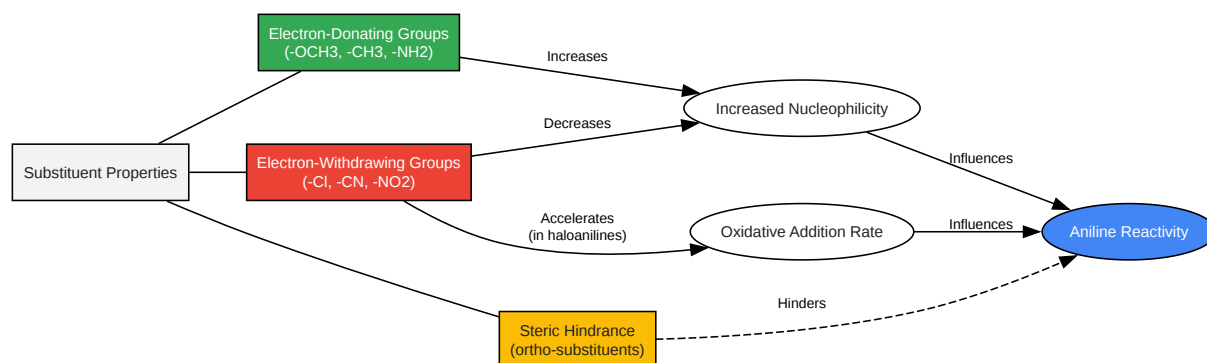 Electron-Donating Groups
(-OCH3, -CH3, -NH2)
Increases
Increased Nucleophilicity
Decreases
Substituent Properties
Electron-Withdrawing Groups
(-Cl, -CN, -NO2)
Influences
Accelerates
(in haloanilines)
Oxidative Addition Rate
Influences
Aniline Reactivity
Hinders
Steric Hindrance
(ortho-substituents)